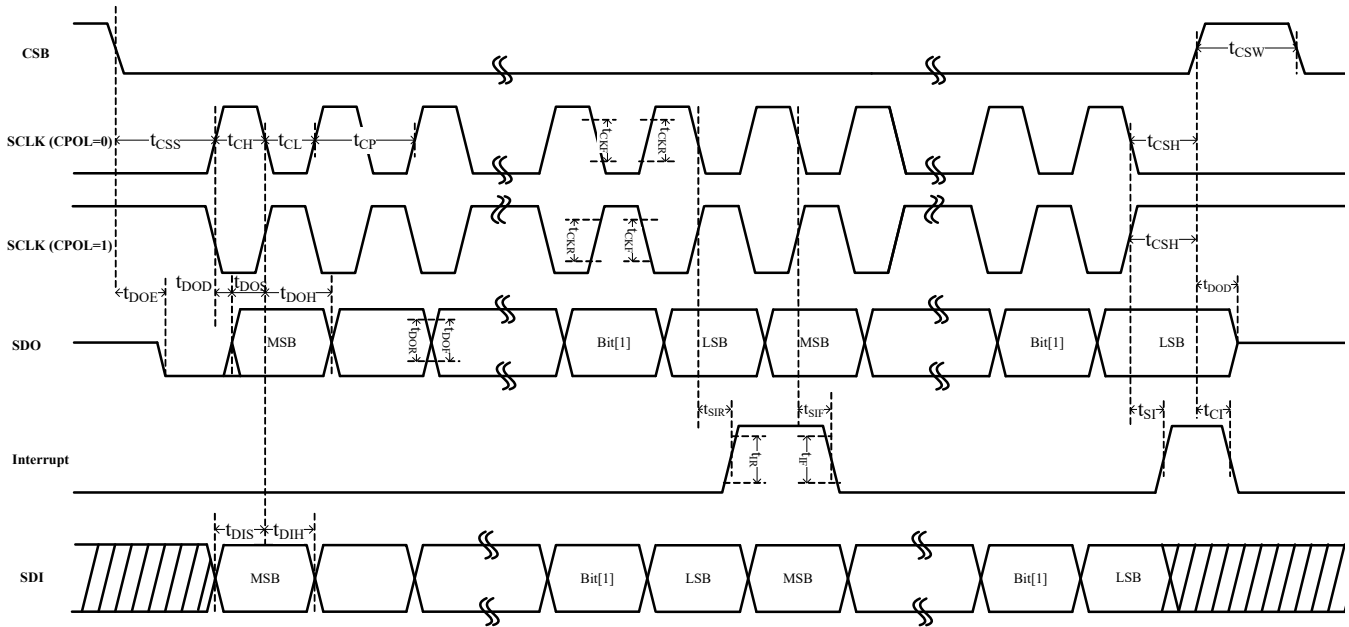 CSB
tCSW
SCLK (CPOL=0)
tCSS
tCH
tCL
tCP
tCKF
tCKR
tCSH
SCLK (CPOL=1)
tCKR
tCKF
tCSH
tDOE
tDOD
tDOS
tDOH
tDOD
SDO
MSB
tDOR
tDOF
Bit[1]
LSB
MSB
Bit[1]
LSB
tSIR
tSIF
tSI
tCI
Interrupt
tIR
tIF
tDIS
tDIH
SDI
MSB
Bit[1]
LSB
MSB
Bit[1]
LSB